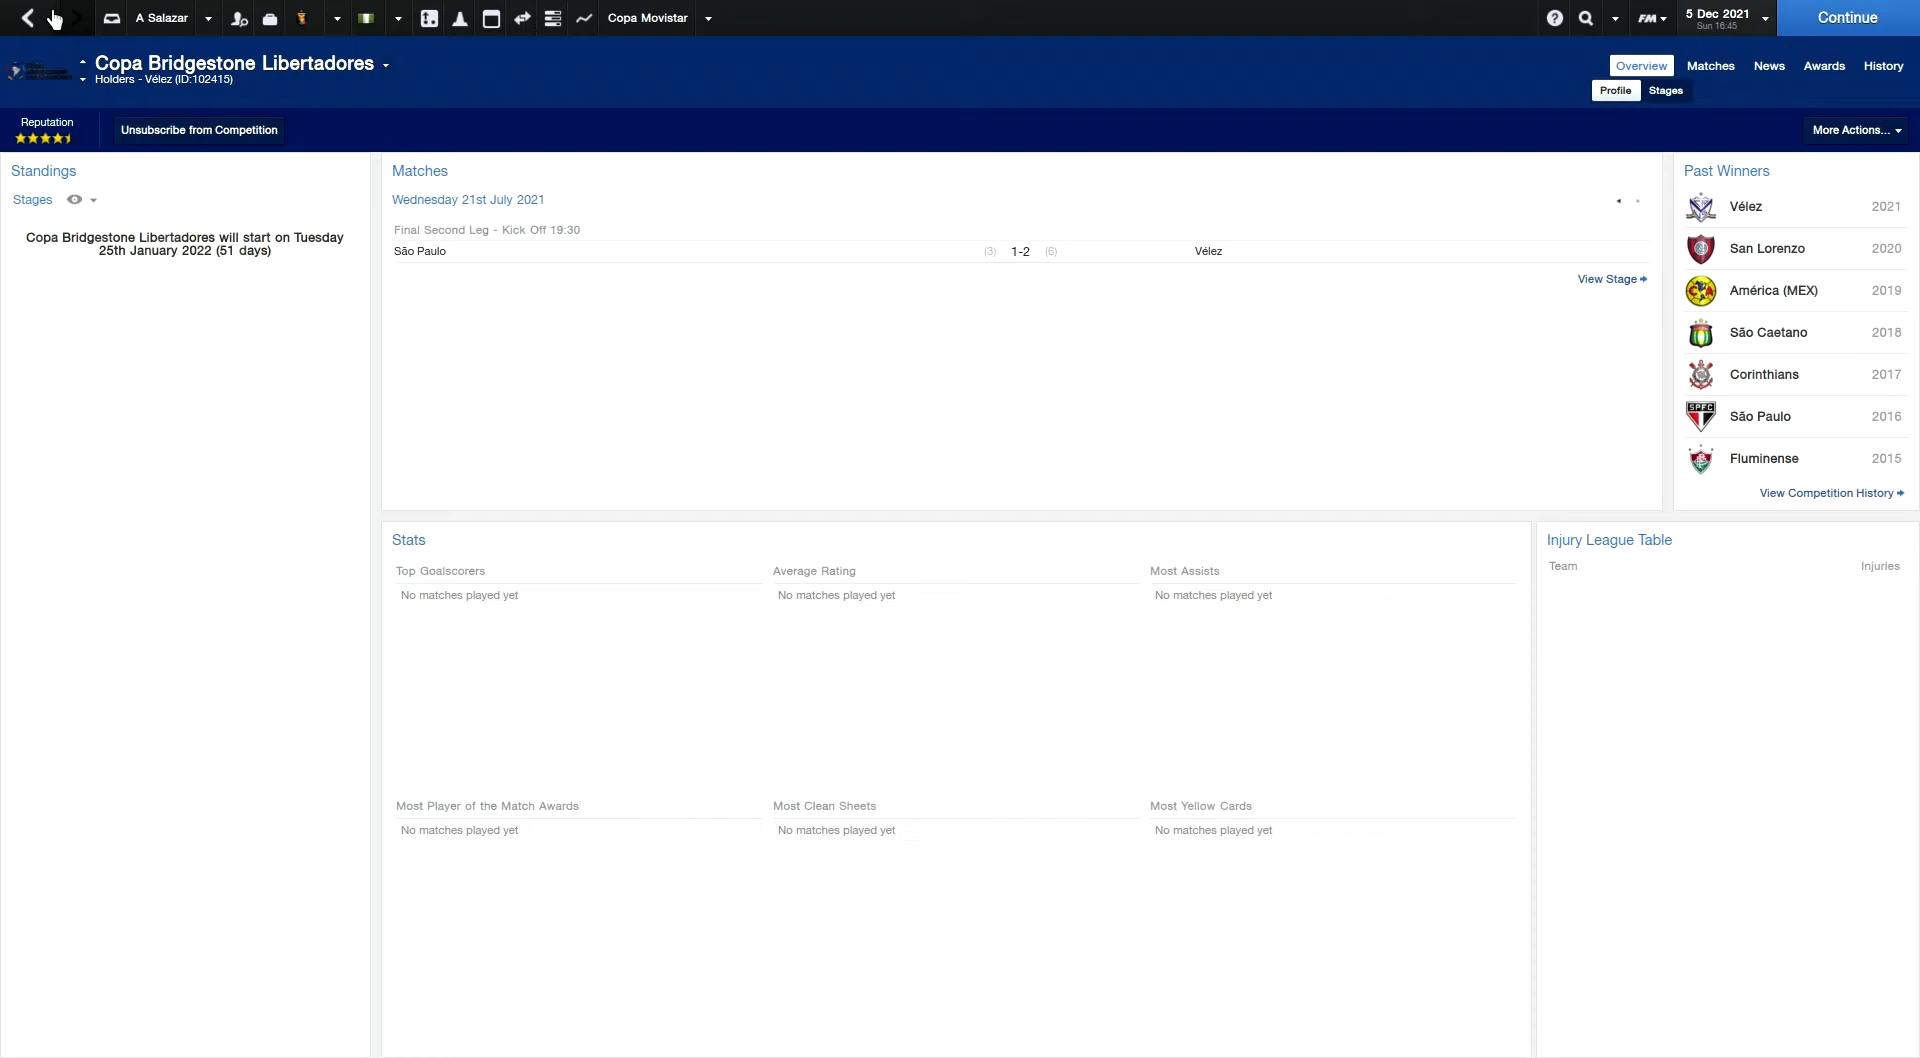 A Salazar
Copa Movistar
FM
5 Dec 2021
Sun 16:45
Continue
Copa Bridgestone Libertadores
Holders - Vélez (ID:102415)
Overview
Matches
News
Awards
History
Profile
Stages
Reputation
Unsubscribe from Competition
More Actions...
Standings
Stages
Copa Bridgestone Libertadores will start on Tuesday
25th January 2022 (51 days)
Matches
Wednesday 21st July 2021
Final Second Leg - Kick Off 19:30
São Paulo (3) 1-2 (6) Vélez
View Stage
Past Winners
Vélez 2021
San Lorenzo 2020
América (MEX) 2019
São Caetano 2018
Corinthians 2017
SPFC
São Paulo 2016
Fluminense 2015
View Competition History
Stats
Top Goalscorers
No matches played yet
Average Rating
No matches played yet
Most Assists
No matches played yet
Most Player of the Match Awards
No matches played yet
Most Clean Sheets
No matches played yet
Most Yellow Cards
No matches played yet
Injury League Table
Team Injuries